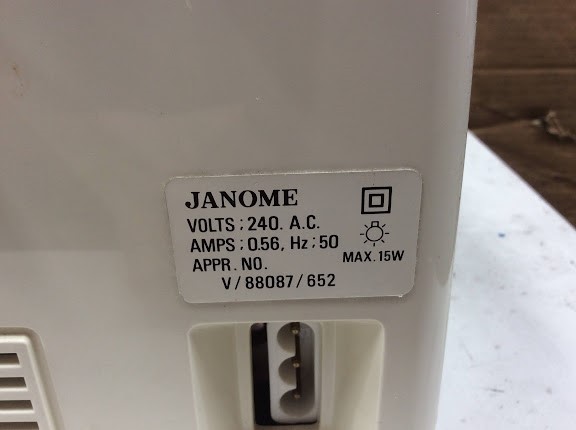 JANOME
VOLTS : 240. A.C.
AMPS : 0.56, Hz : 50
MAX. 15W
APPR. NO.
V / 88087 / 652